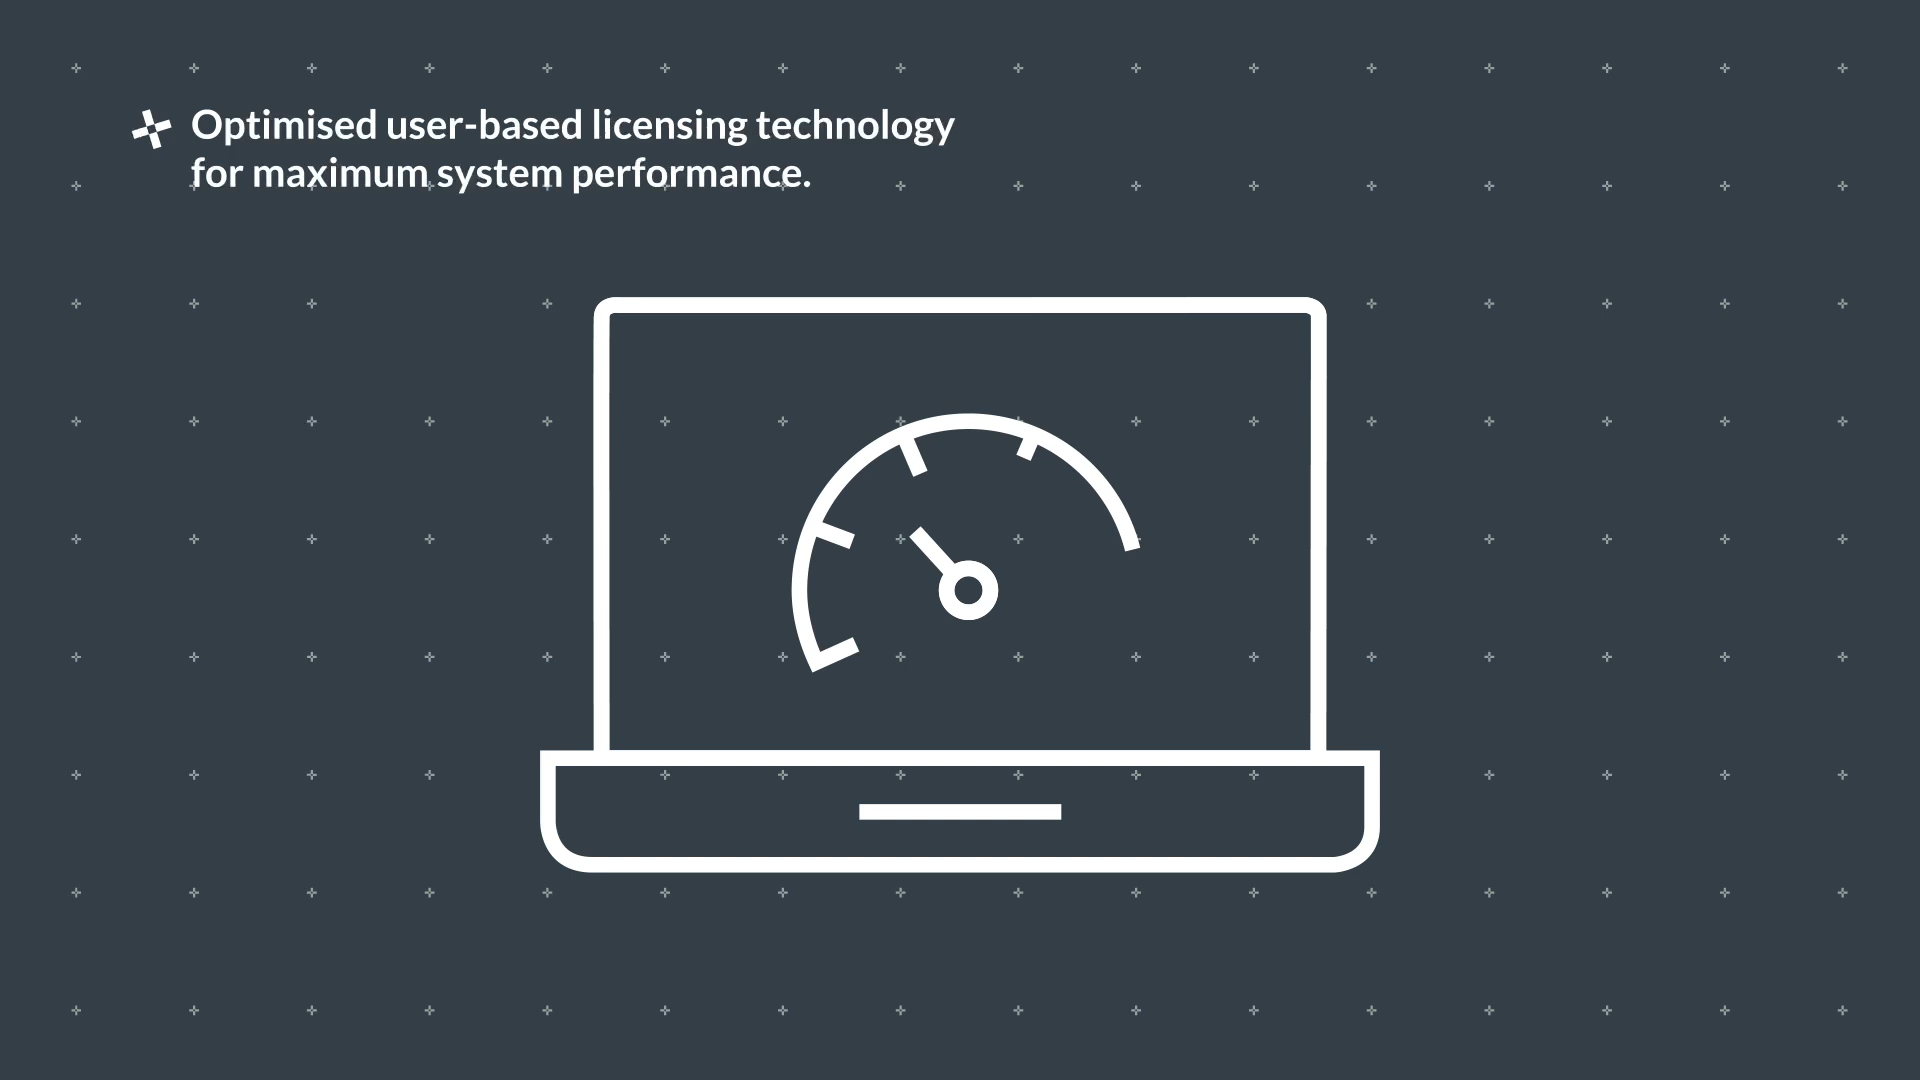 Optimised user-based licensing technology
for maximum system performance.